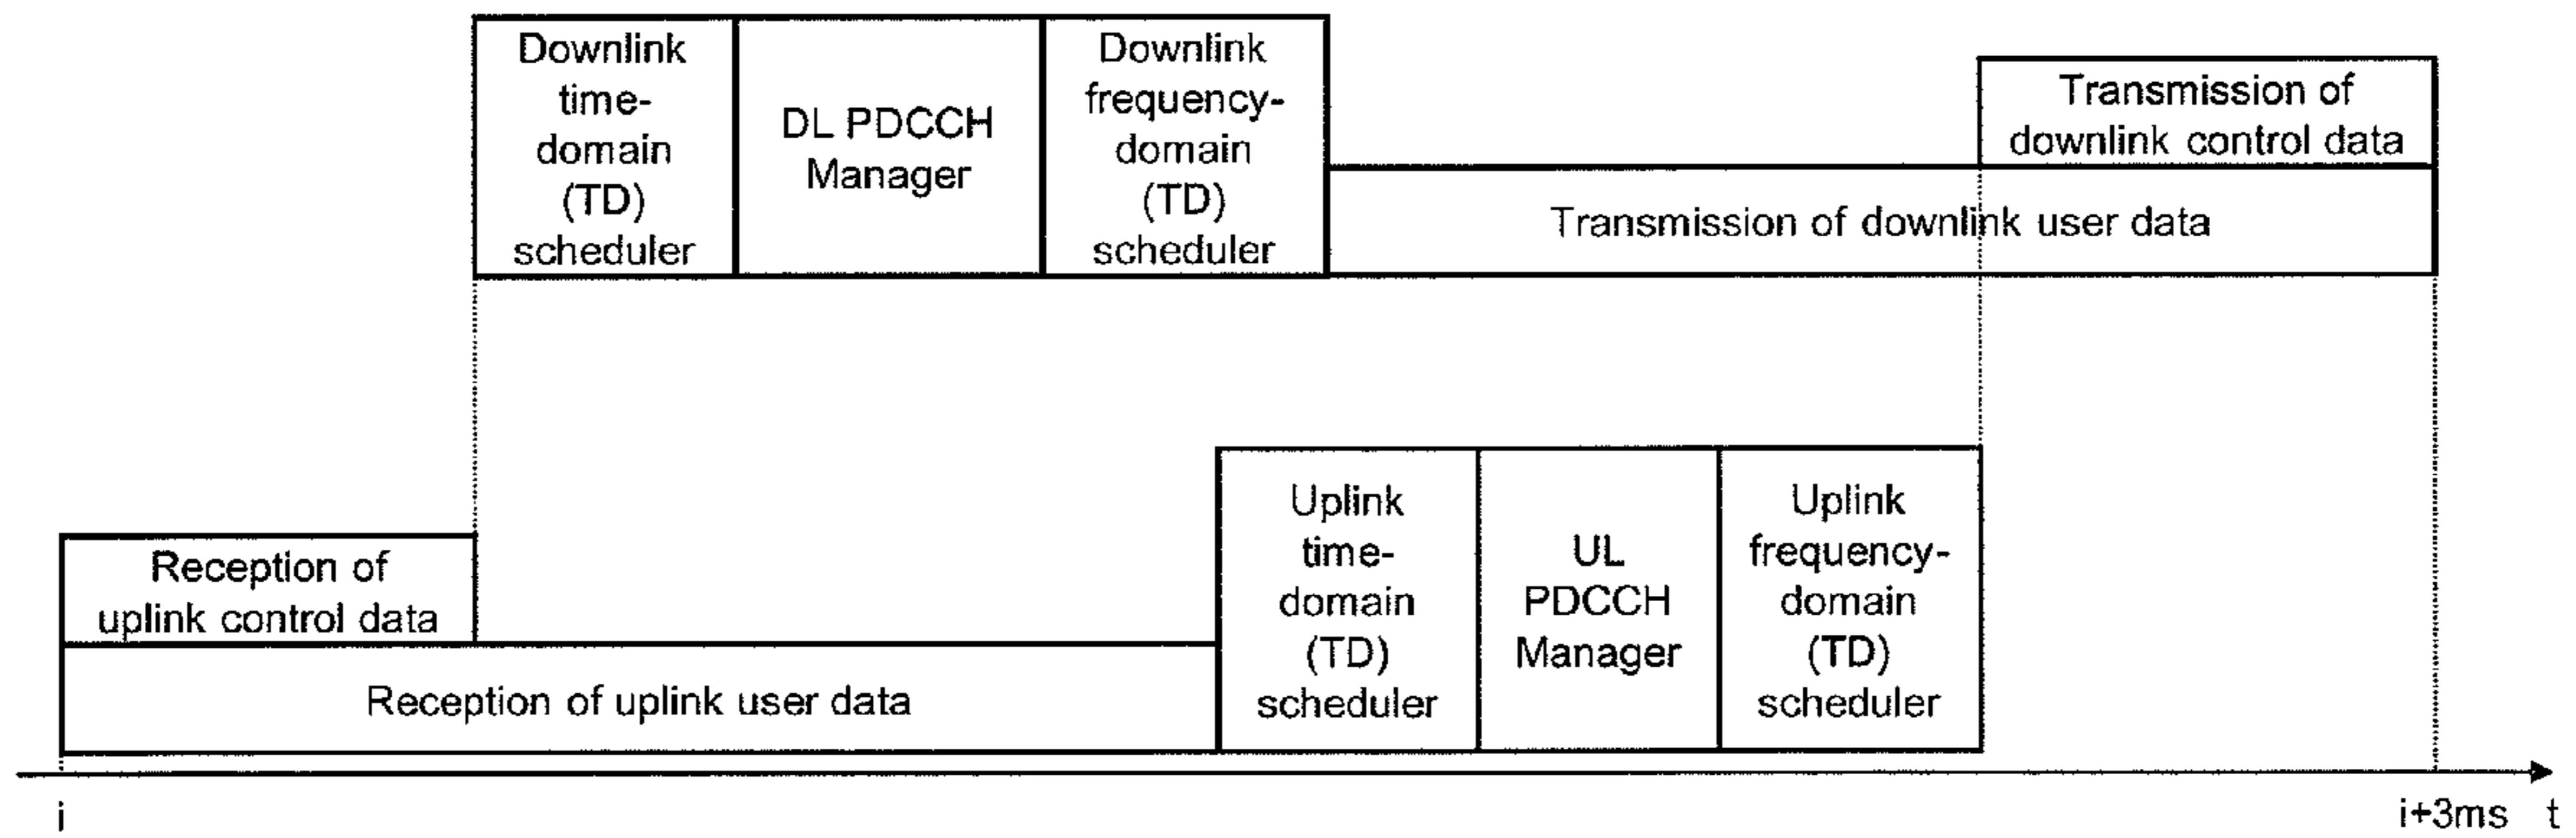 Downlink
time-
domain
(TD)
scheduler
DL PDCCH
Manager
Downlink
frequency-
domain
(TD)
scheduler
Transmission of
downlink control data
Transmission of downlink user data
Reception of
uplink control data
Reception of uplink user data
Uplink
time-
domain
(TD)
scheduler
UL
PDCCH
Manager
Uplink
frequency-
domain
(TD)
scheduler
i
i+3ms
t